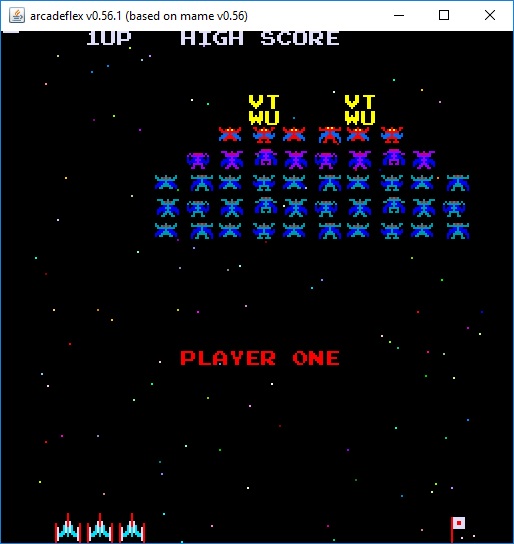 arcadeflex v0.56.1 (based on mame v0.56)
1UP HIGH SCORE
VT VT
WU WU
PLAYER ONE